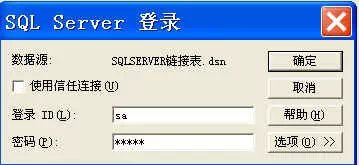 SQL Server 登录
数据源: SQLSERVER链接表.dsn 确定
使用信任连接(U) 取消
登录 ID(L): sa 帮助(H)
密码(P): ***** 选项(O) >>